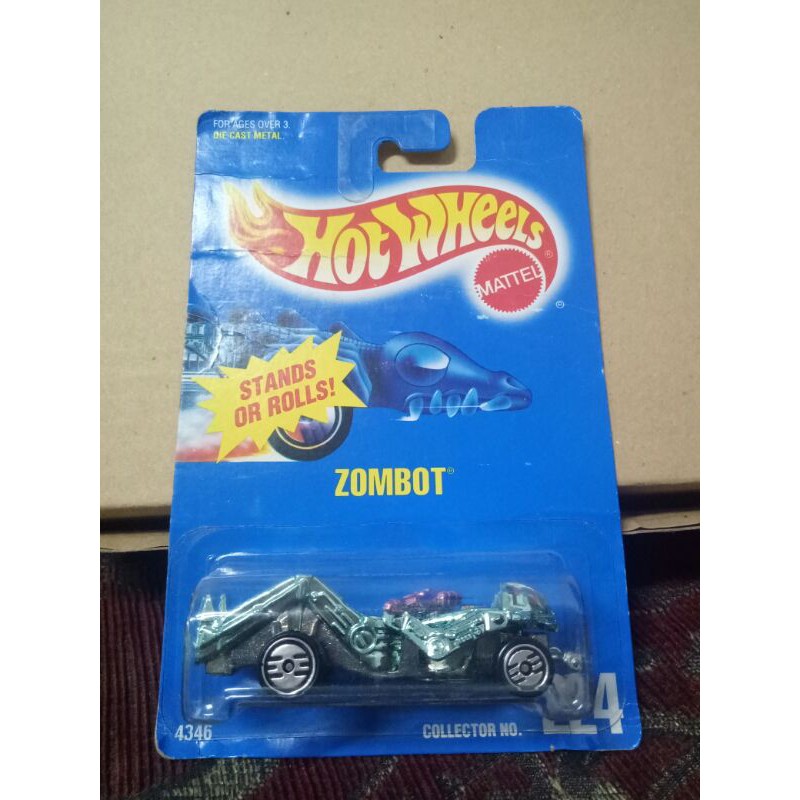 FOR AGES OVER 3.
DIE CAST METAL
HOT WHEELS®
MATTEL
®
STANDS
OR ROLLS!
ZOMBOT®
4346
COLLECTOR NO.